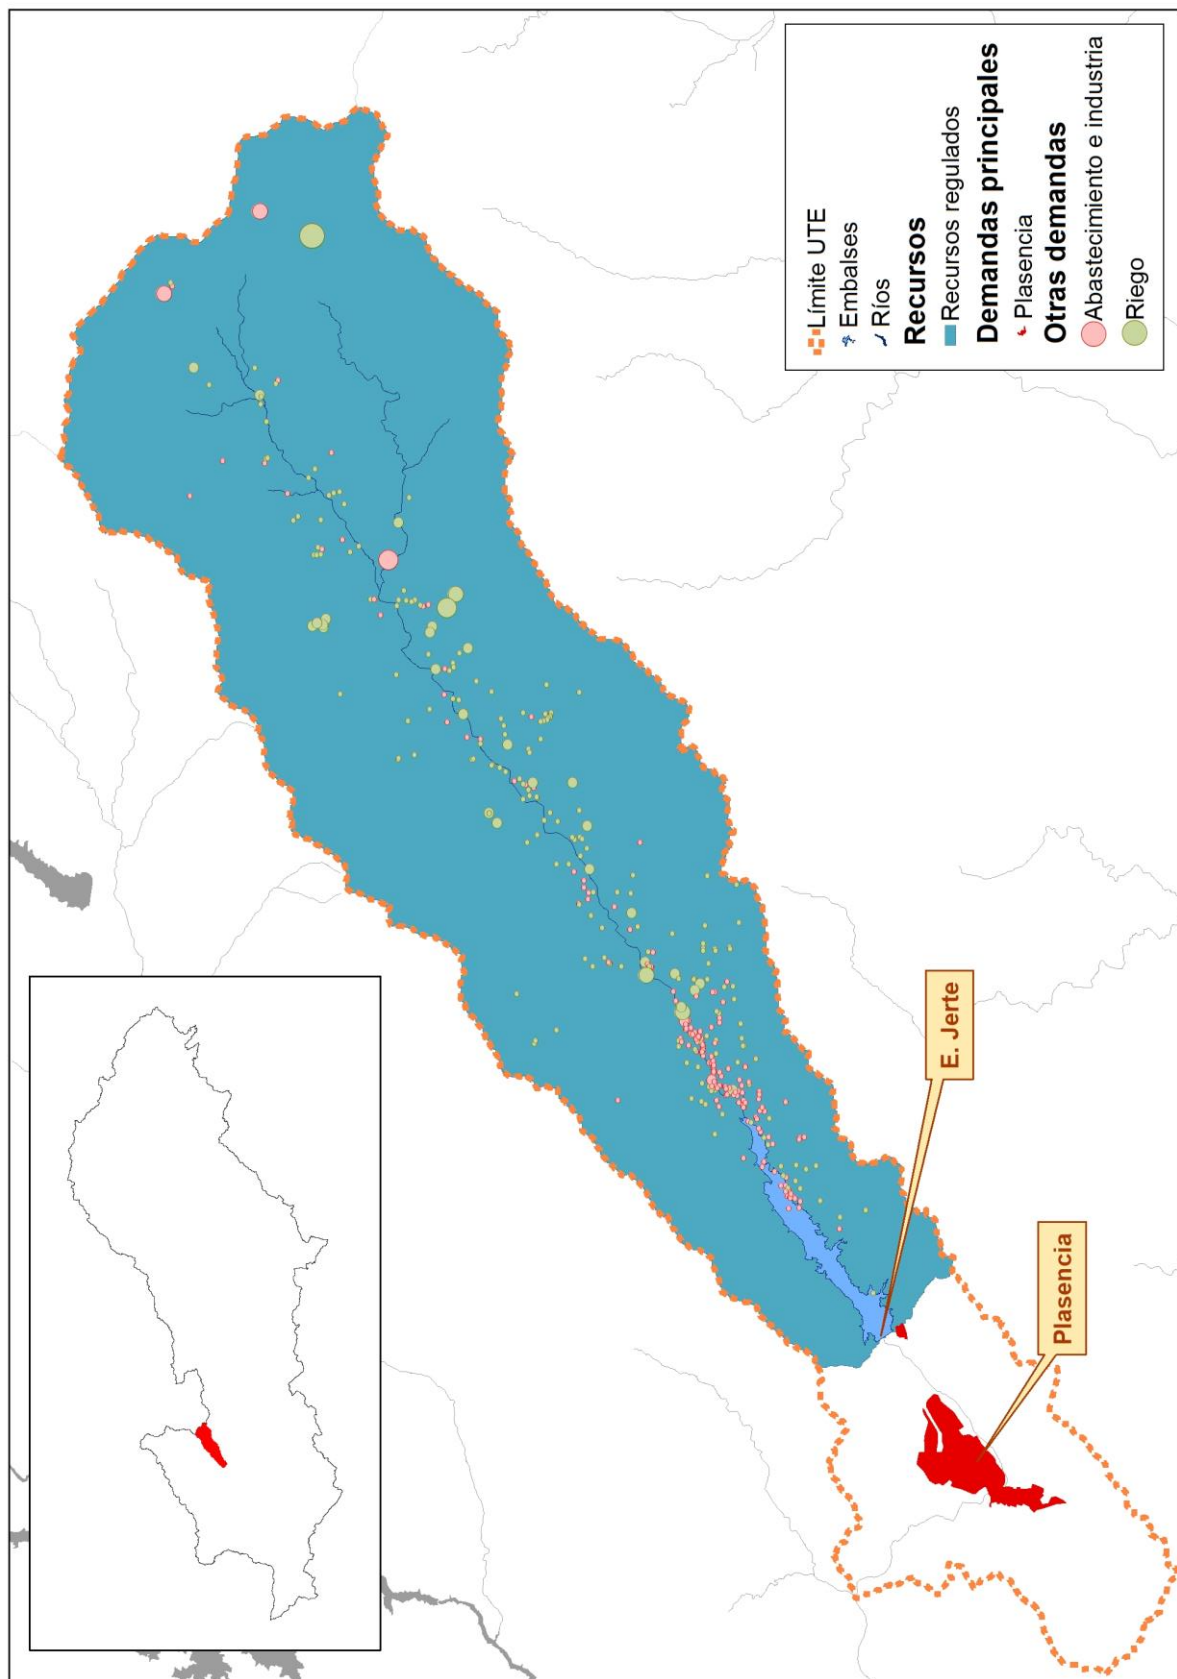 Límite UTE
Embalses
Ríos
Recursos
Recursos regulados
Demandas principales
Plasencia
Otras demandas
Abastecimiento e industria
Riego
E. Jerte
Plasencia